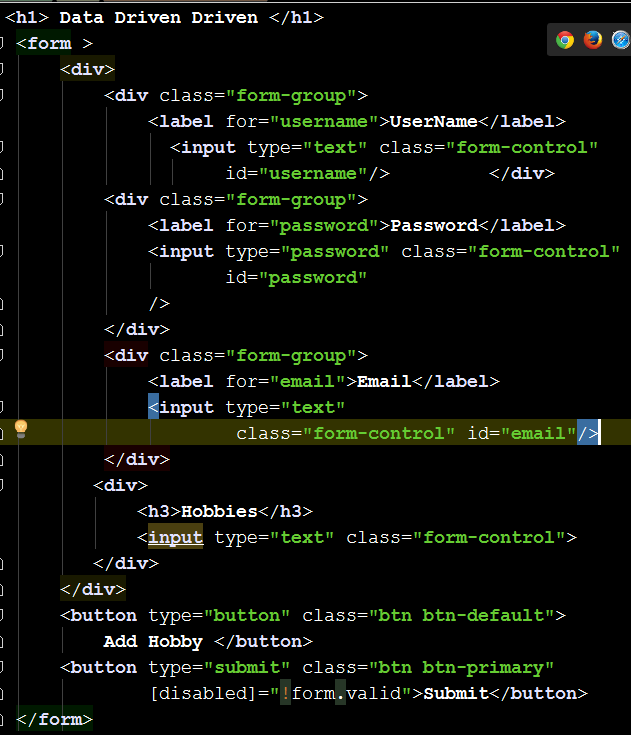 <h1> Data Driven Driven </h1>
<form >
<div>
<div class="form-group">
<label for="username">UserName</label>
<input type="text" class="form-control"
id="username"/> </div>
<div class="form-group">
<label for="password">Password</label>
<input type="password" class="form-control"
id="password"
/>
</div>
<div class="form-group">
<label for="email">Email</label>
<input type="text"
class="form-control" id="email"/>
</div>
<div>
<h3>Hobbies</h3>
<input type="text" class="form-control">
</div>
</div>
<button type="button" class="btn btn-default">
Add Hobby </button>
<button type="submit" class="btn btn-primary"
[disabled]="!form.valid">Submit</button>
</form>